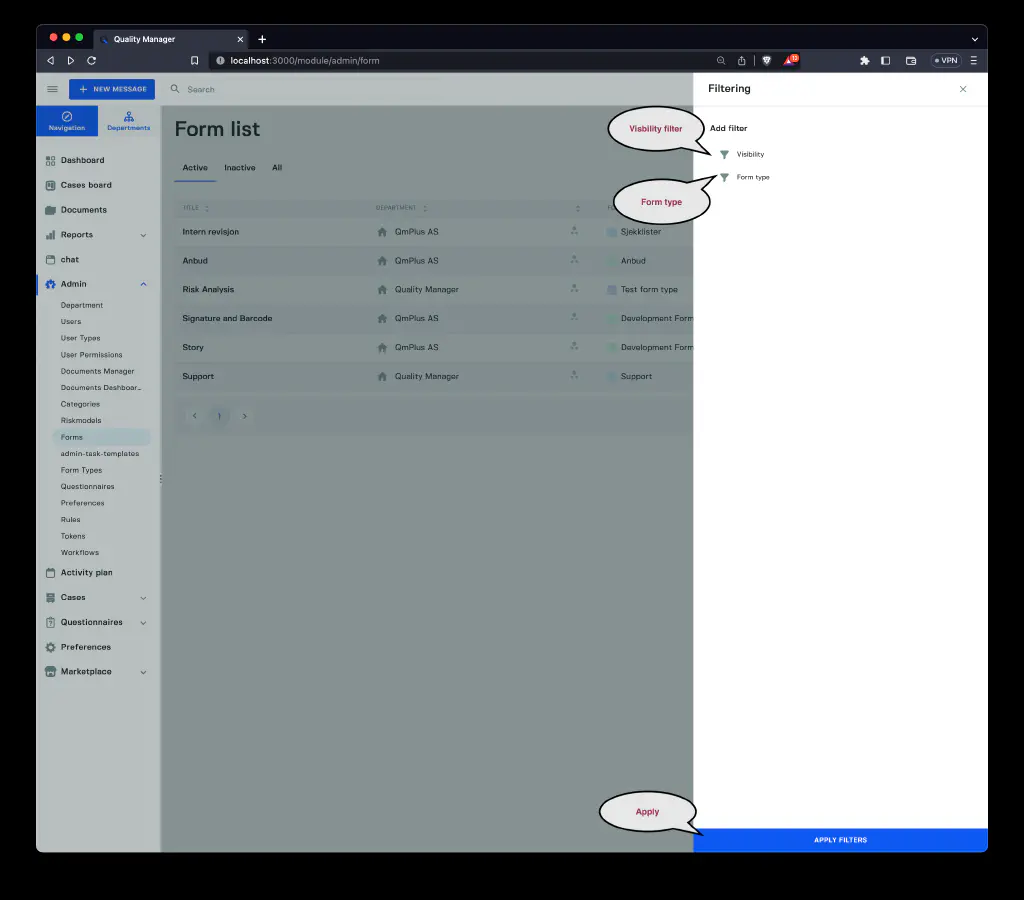 Quality Manager
localhost:3000/module/admin/form
13
VPN
NEW MESSAGE
Search
Navigation
Departments
Dashboard
Cases board
Documents
Reports
chat
Admin
Department
Users
User Types
User Permissions
Documents Manager
Documents Dashboar...
Categories
Riskmodels
Forms
admin-task-templates
Form Types
Questionnaires
Preferences
Rules
Tokens
Workflows
Activity plan
Cases
Questionnaires
Preferences
Marketplace
Form list
Active Inactive All
TITLE DEPARTMENT
Intern revisjon QmPlus AS Sjekklister
Anbud QmPlus AS Anbud
Risk Analysis Quality Manager Test form type
Signature and Barcode QmPlus AS Development Form
Story QmPlus AS Development Form
Support Quality Manager Support
1
Filtering
Add filter
Visibility
Form type
Visbility filter
Form type
Apply
APPLY FILTERS